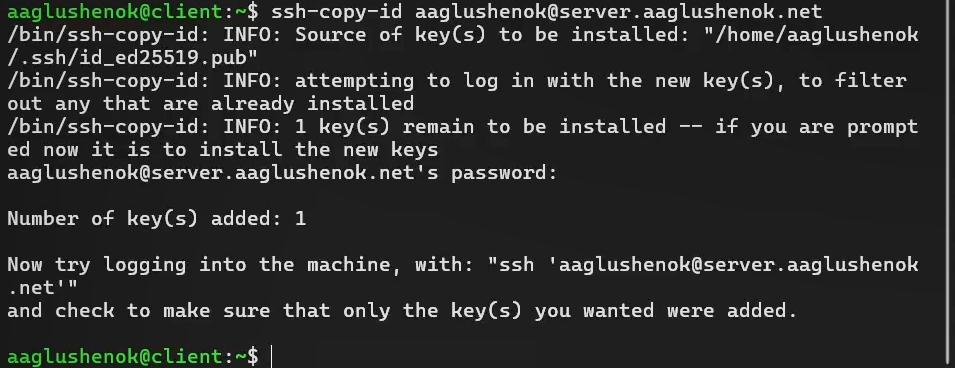 aaglushenok@client:~$ ssh-copy-id aaglushenok@server.aaglushenok.net
/bin/ssh-copy-id: INFO: Source of key(s) to be installed: "/home/aaglushenok
/.ssh/id_ed25519.pub"
/bin/ssh-copy-id: INFO: attempting to log in with the new key(s), to filter
out any that are already installed
/bin/ssh-copy-id: INFO: 1 key(s) remain to be installed -- if you are prompt
ed now it is to install the new keys
aaglushenok@server.aaglushenok.net's password:
Number of key(s) added: 1
Now try logging into the machine, with: "ssh 'aaglushenok@server.aaglushenok
.net'"
and check to make sure that only the key(s) you wanted were added.
aaglushenok@client:~$